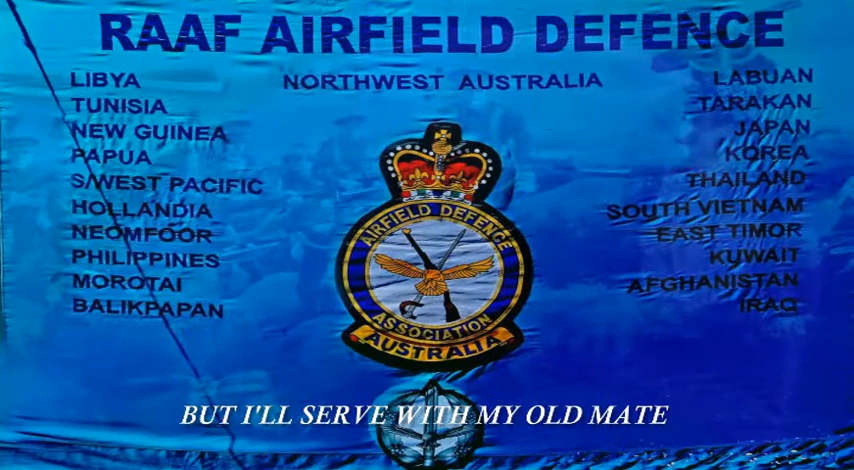 RAAF AIRFIELD DEFENCE
NORTHWEST AUSTRALIA
LIBYA
TUNISIA
NEW GUINEA
PAPUA
S/WEST PACIFIC
HOLLANDIA
NEOMFOOR
PHILIPPINES
MOROTAI
BALIKPAPAN
LABUAN
TARAKAN
JAPAN
KOREA
THAILAND
SOUTH VIETNAM
EAST TIMOR
KUWAIT
AFGHANISTAN
IRAQ
AIRFIELD DEFENCE
ASSOCIATION
AUSTRALIA
BUT I'LL SERVE WITH MY OLD MATE